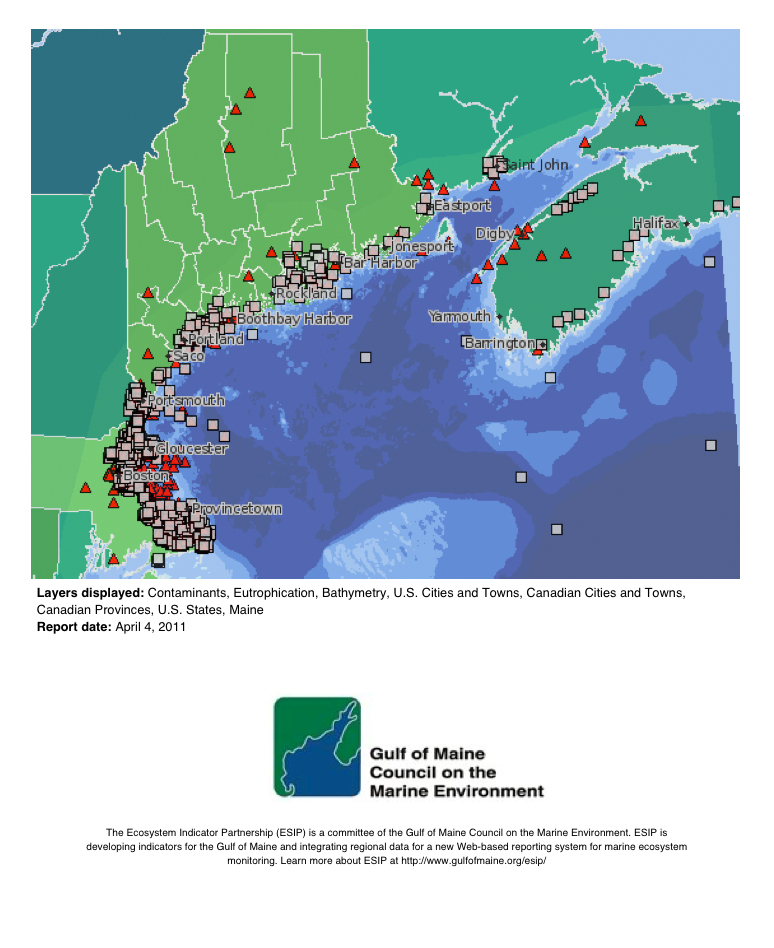 Saint John
Eastport
Halifax
Digby
Jonesport
Bar Harbor
Rockland
Boothbay Harbor
Yarmouth
Portland
Barrington
Saco
Portsmouth
Gloucester
Boston
Provincetown
Layers displayed: Contaminants, Eutrophication, Bathymetry, U.S. Cities and Towns, Canadian Cities and Towns,
Canadian Provinces, U.S. States, Maine
Report date: April 4, 2011
Gulf of Maine
Council on the
Marine Environment
The Ecosystem Indicator Partnership (ESIP) is a committee of the Gulf of Maine Council on the Marine Environment. ESIP is
developing indicators for the Gulf of Maine and integrating regional data for a new Web-based reporting system for marine ecosystem
monitoring. Learn more about ESIP at http://www.gulfofmaine.org/esip/